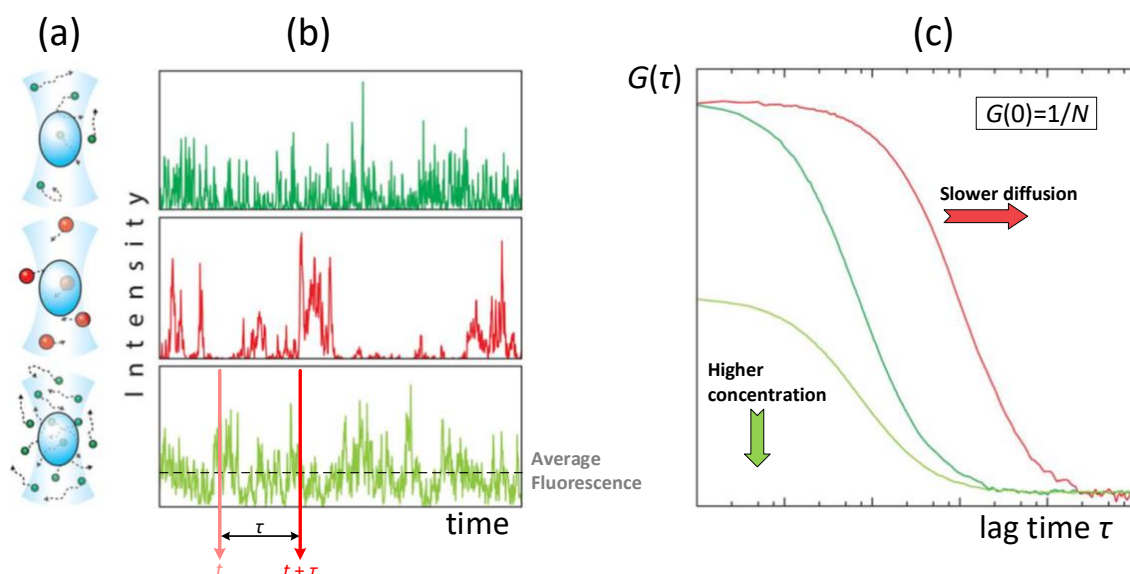 (a)
(b)
(c)
Intensity
G(τ)
G(0)=1/N
Slower diffusion
Higher
concentration
Average
Fluorescence
time
τ
t
t + τ
lag time τ